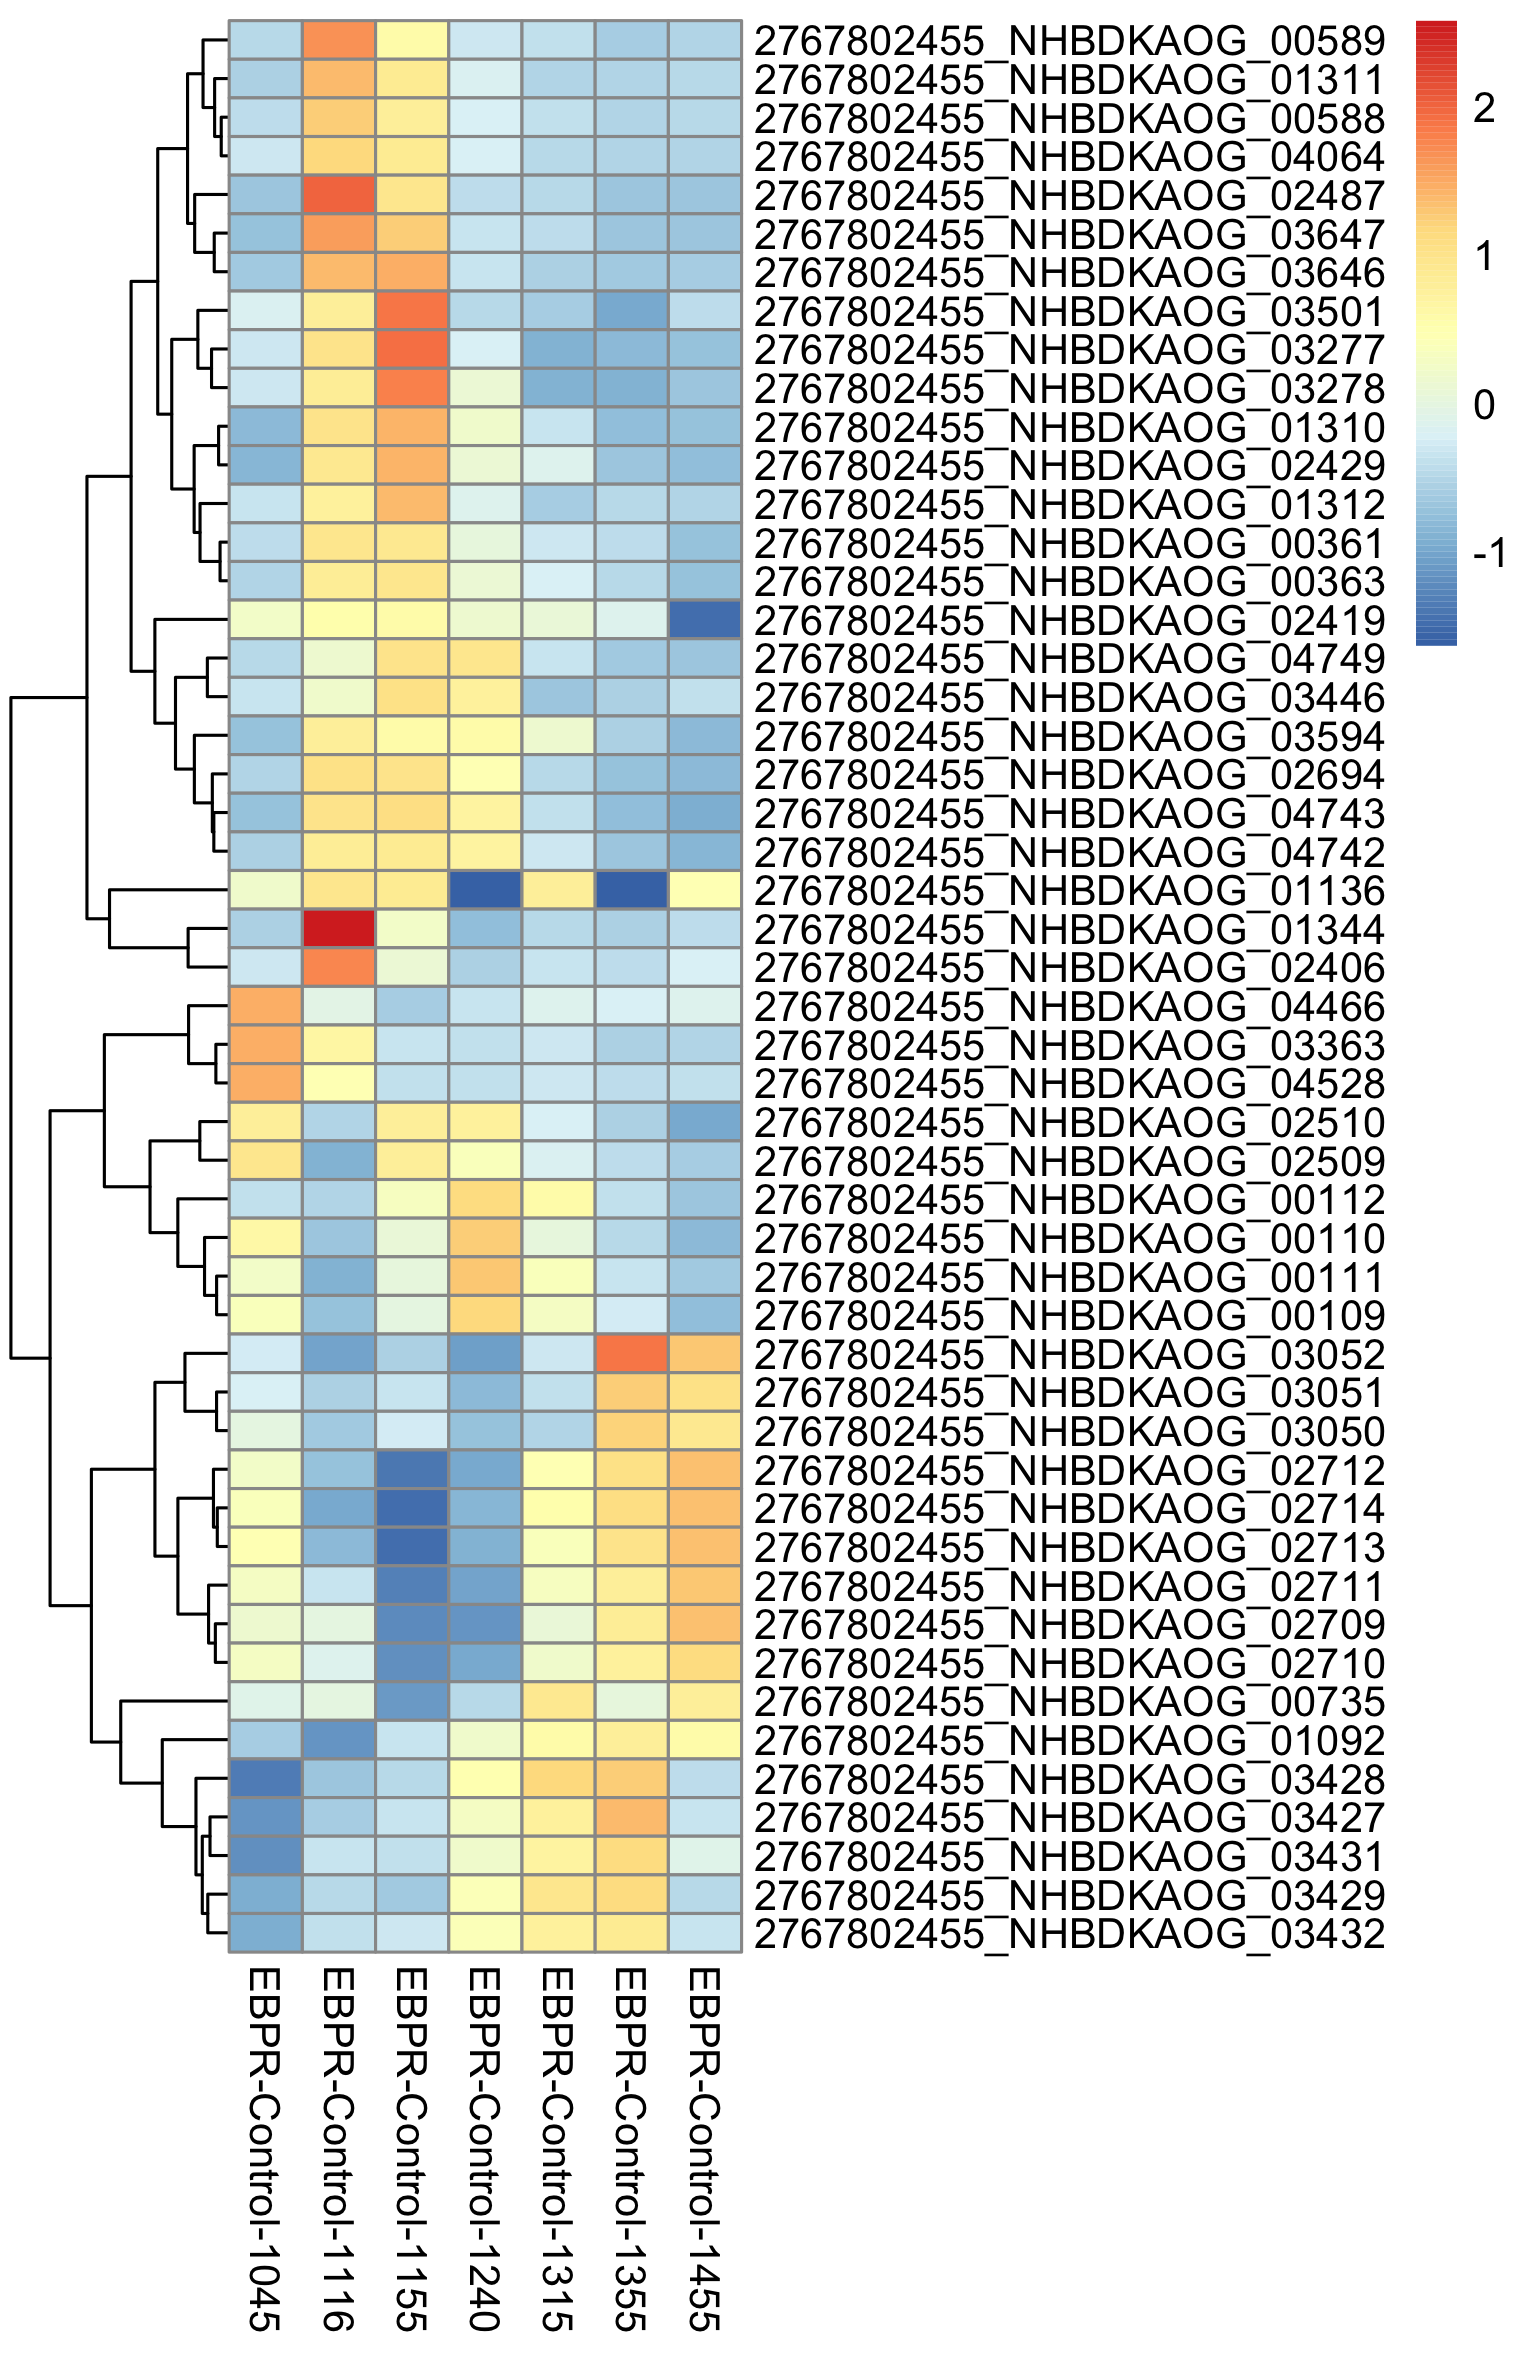 2767802455_NHBDKAOG_00589
2767802455_NHBDKAOG_01311
2767802455_NHBDKAOG_00588
2767802455_NHBDKAOG_04064
2767802455_NHBDKAOG_02487
2767802455_NHBDKAOG_03647
2767802455_NHBDKAOG_03646
2767802455_NHBDKAOG_03501
2767802455_NHBDKAOG_03277
2767802455_NHBDKAOG_03278
2767802455_NHBDKAOG_01310
2767802455_NHBDKAOG_02429
2767802455_NHBDKAOG_01312
2767802455_NHBDKAOG_00361
2767802455_NHBDKAOG_00363
2767802455_NHBDKAOG_02419
2767802455_NHBDKAOG_04749
2767802455_NHBDKAOG_03446
2767802455_NHBDKAOG_03594
2767802455_NHBDKAOG_02694
2767802455_NHBDKAOG_04743
2767802455_NHBDKAOG_04742
2767802455_NHBDKAOG_01136
2767802455_NHBDKAOG_01344
2767802455_NHBDKAOG_02406
2767802455_NHBDKAOG_04466
2767802455_NHBDKAOG_03363
2767802455_NHBDKAOG_04528
2767802455_NHBDKAOG_02510
2767802455_NHBDKAOG_02509
2767802455_NHBDKAOG_00112
2767802455_NHBDKAOG_00110
2767802455_NHBDKAOG_00111
2767802455_NHBDKAOG_00109
2767802455_NHBDKAOG_03052
2767802455_NHBDKAOG_03051
2767802455_NHBDKAOG_03050
2767802455_NHBDKAOG_02712
2767802455_NHBDKAOG_02714
2767802455_NHBDKAOG_02713
2767802455_NHBDKAOG_02711
2767802455_NHBDKAOG_02709
2767802455_NHBDKAOG_02710
2767802455_NHBDKAOG_00735
2767802455_NHBDKAOG_01092
2767802455_NHBDKAOG_03428
2767802455_NHBDKAOG_03427
2767802455_NHBDKAOG_03431
2767802455_NHBDKAOG_03429
2767802455_NHBDKAOG_03432
2
1
0
-1
EBPR-Control-1045
EBPR-Control-1116
EBPR-Control-1155
EBPR-Control-1240
EBPR-Control-1315
EBPR-Control-1355
EBPR-Control-1455